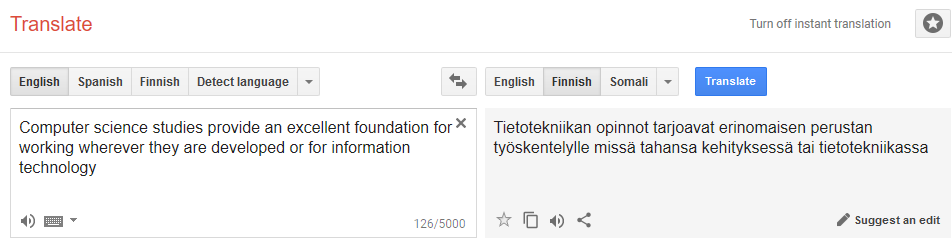 Translate
Turn off instant translation
English Spanish Finnish Detect language
English Finnish Somali Translate
Computer science studies provide an excellent foundation for
working wherever they are developed or for information
technology
126/5000
Tietotekniikan opinnot tarjoavat erinomaisen perustan
työskentelylle missä tahansa kehityksessä tai tietotekniikassa
Suggest an edit